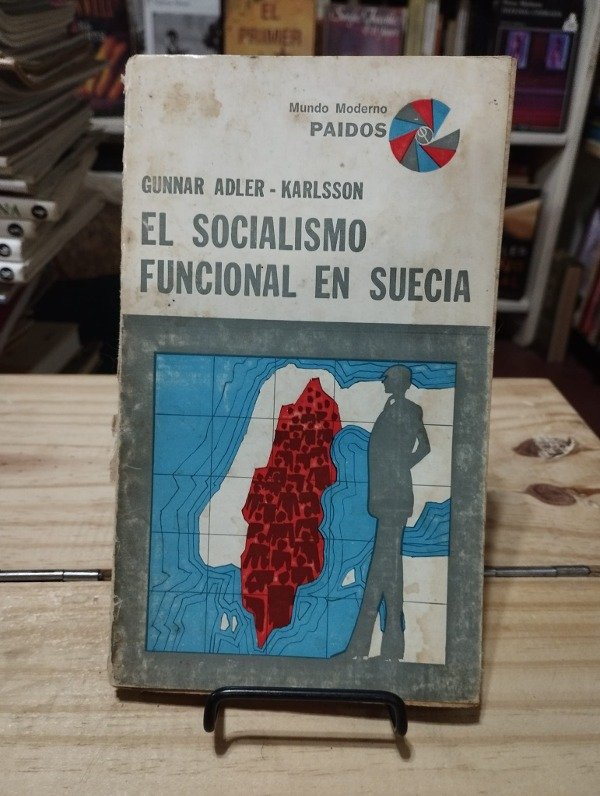 EL
PRIMER
Mundo Moderno
PAIDOS
GUNNAR ADLER - KARLSSON
EL SOCIALISMO
FUNCIONAL EN SUECIA